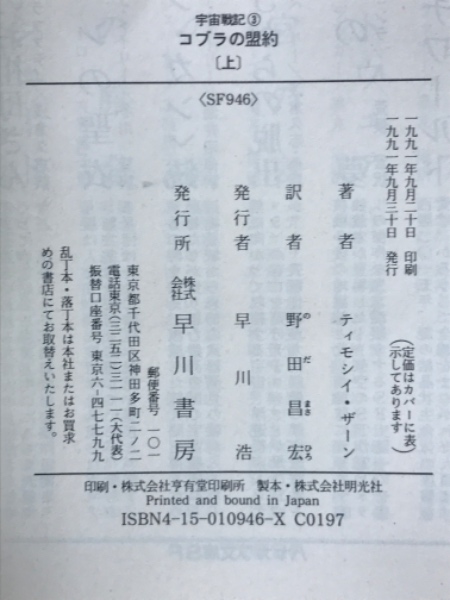 宇宙戦記③
コブラの盟約
〔上〕
〈SF946〉
一九九一年九月二十日 印刷
一九九一年九月三十日 発行
(定価はカバーに表示してあります)
著者 ティモシイ・ザーン
訳者 野田昌宏
のだまさひろ
発行者 早川浩
発行所 株式会社 早川書房
郵便番号 一〇一
東京都千代田区神田多町二ノ二
電話東京(三二五二)三一一一(大代表)
振替口座番号 東京六-四七七九九
乱丁本・落丁本は本社またはお買求
めの書店にてお取替えいたします。
印刷・株式会社亨有堂印刷所 製本・株式会社明光社
Printed and bound in Japan
ISBN4-15-010946-X C0197